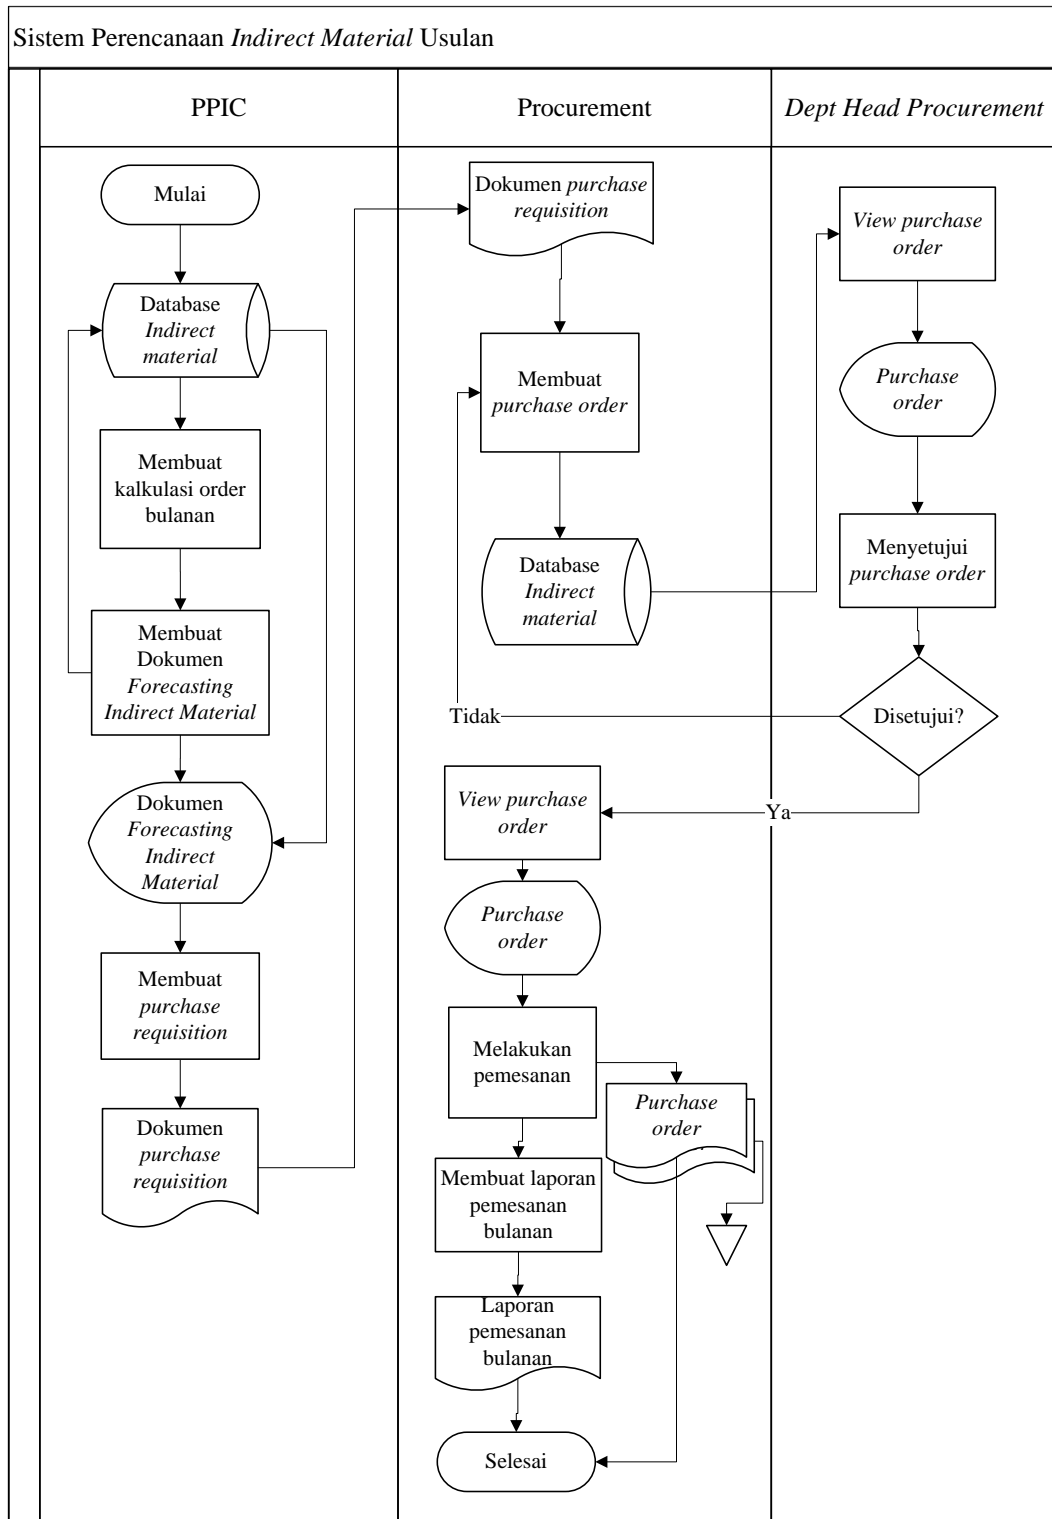 Sistem Perencanaan Indirect Material Usulan
PPIC
Procurement
Dept Head Procurement
Mulai
Database
Indirect
material
Membuat
kalkulasi order
bulanan
Membuat
Dokumen
Forecasting
Indirect Material
Dokumen
Forecasting
Indirect
Material
Membuat
purchase
requisition
Dokumen
purchase
requisition
Dokumen purchase
requisition
Membuat
purchase order
Database
Indirect
material
Tidak
View purchase
order
Purchase
order
Melakukan
pemesanan
Purchase
order
Membuat laporan
pemesanan
bulanan
Laporan
pemesanan
bulanan
Selesai
View purchase
order
Purchase
order
Menyetujui
purchase order
Disetujui?
Ya